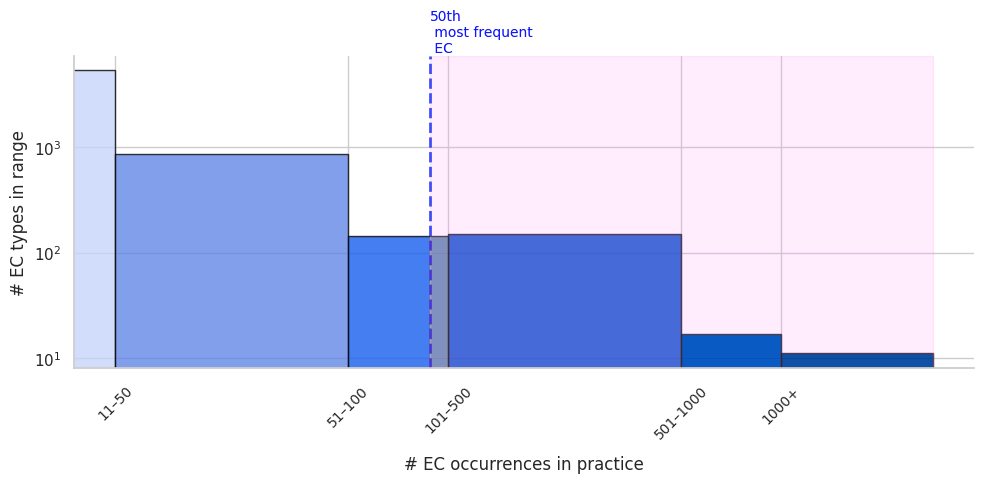 50th
most frequent
EC
# EC types in range
10³
10²
10¹
11–50
51–100
101–500
501–1000
1000+
# EC occurrences in practice